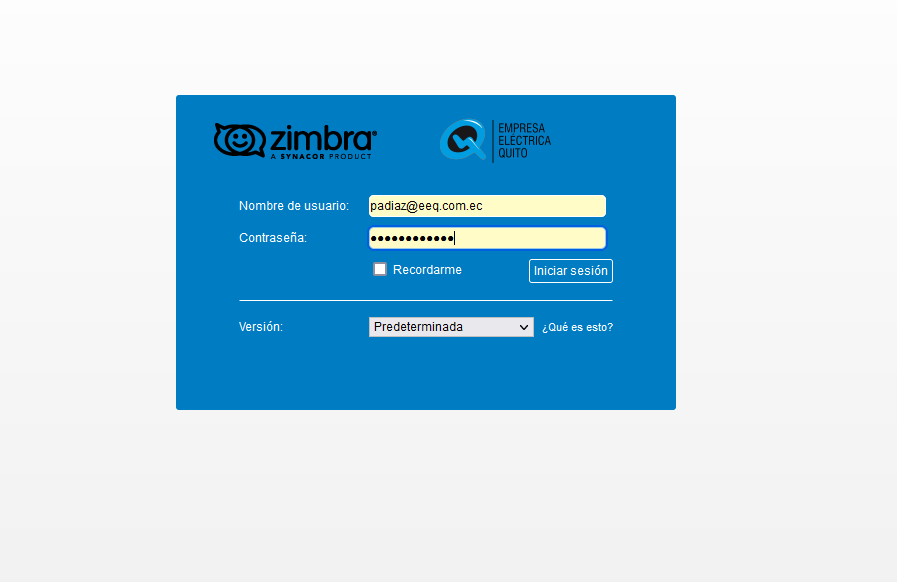 zimbra®
A SYNACOR PRODUCT
EMPRESA
ELÉCTRICA
QUITO
Nombre de usuario: padiaz@eeq.com.ec
Contraseña: ●●●●●●●●●●●●
Recordarme Iniciar sesión
Versión: Predeterminada ¿Qué es esto?